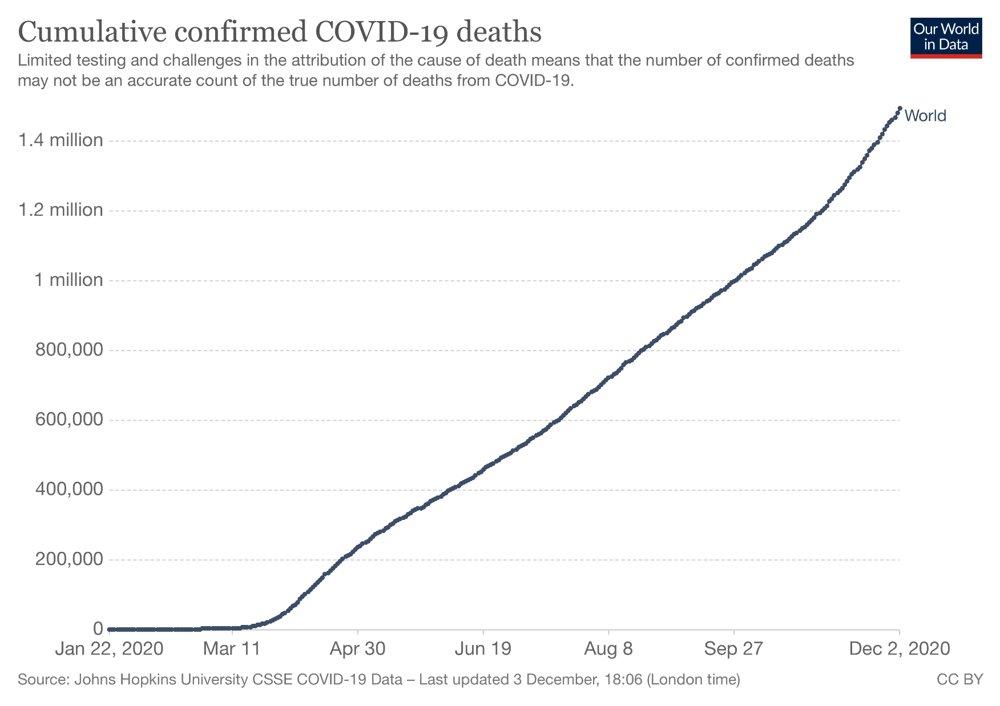 Cumulative confirmed COVID-19 deaths
Our World
in Data
Limited testing and challenges in the attribution of the cause of death means that the number of confirmed deaths
may not be an accurate count of the true number of deaths from COVID-19.
World
1.4 million
1.2 million
1 million
800,000
600,000
400,000
200,000
0
Jan 22, 2020 Mar 11 Apr 30 Jun 19 Aug 8 Sep 27 Dec 2, 2020
Source: Johns Hopkins University CSSE COVID-19 Data – Last updated 3 December, 18:06 (London time) CC BY